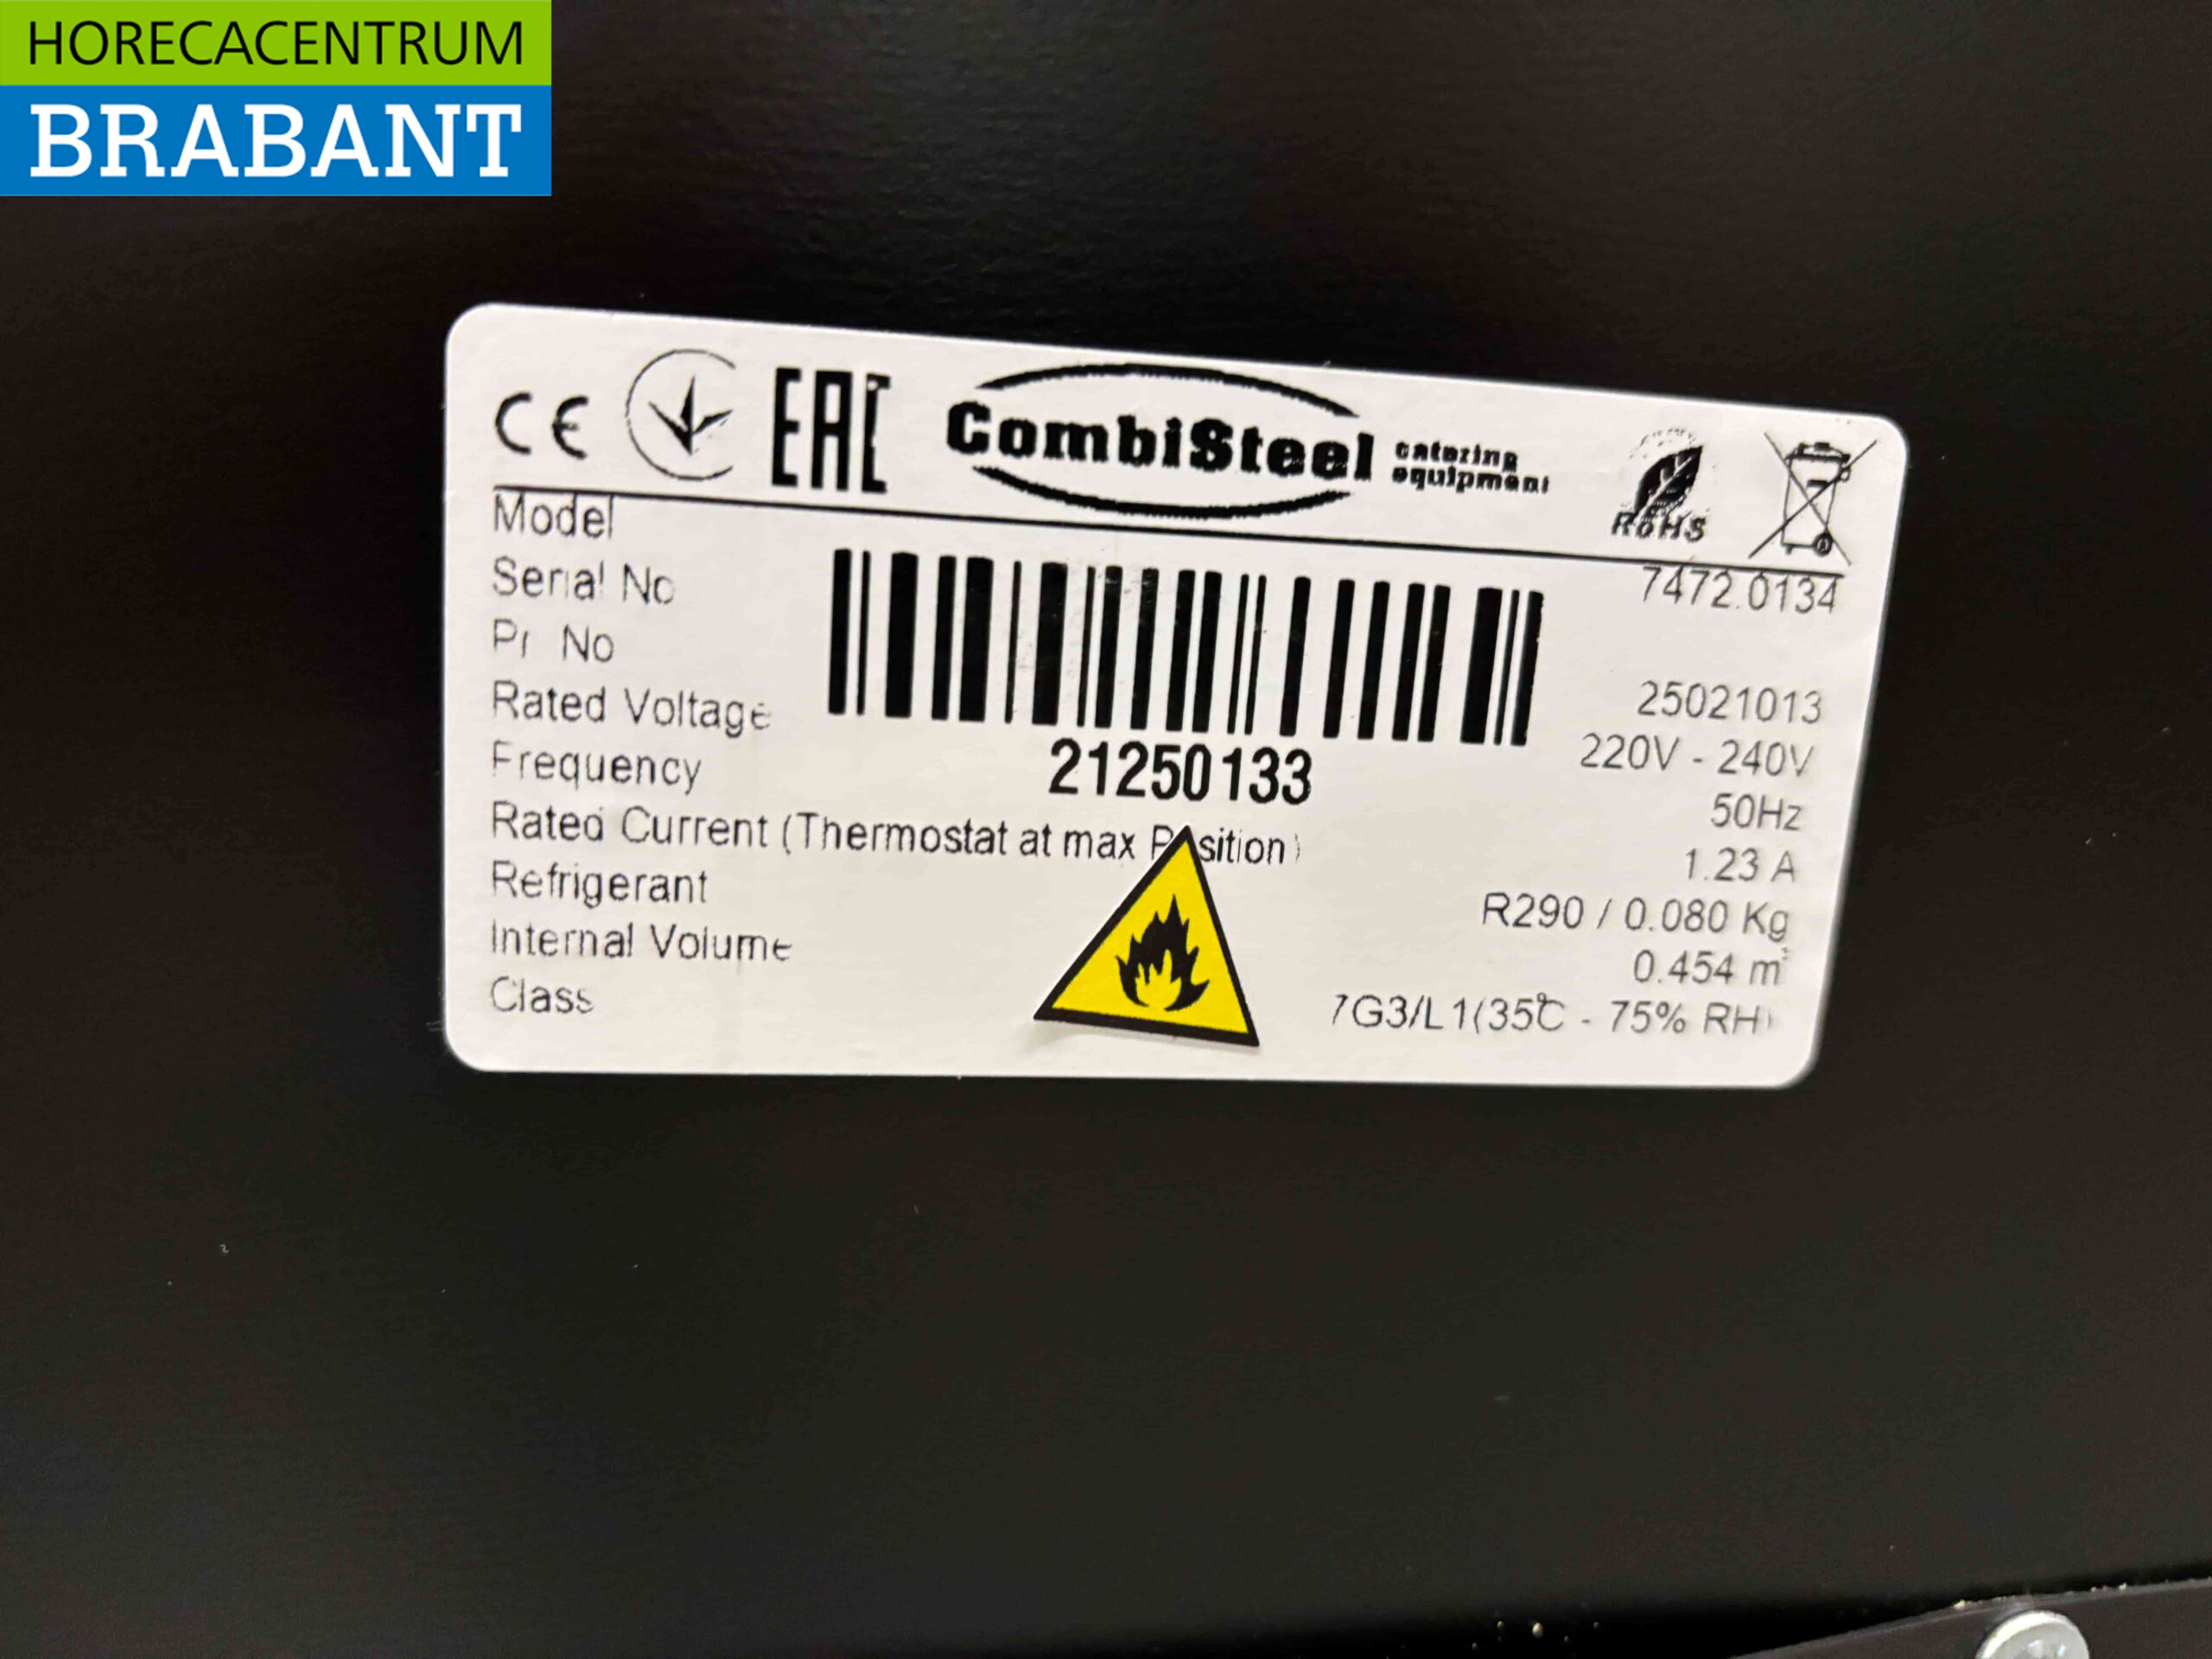 HORECACENTRUM
BRABANT
CE EAC CombiSteel catering equipment RoHS
Model 7472.0134
Serial No
Pr No 25021013
Rated Voltage 220V - 240V
21250133
Frequency 50Hz
Rated Current (Thermostat at max Position) 1.23 A
Refrigerant R290 / 0.080 Kg
Internal Volume 0.454 m³
Class 7G3/L1(35℃ - 75% RH)